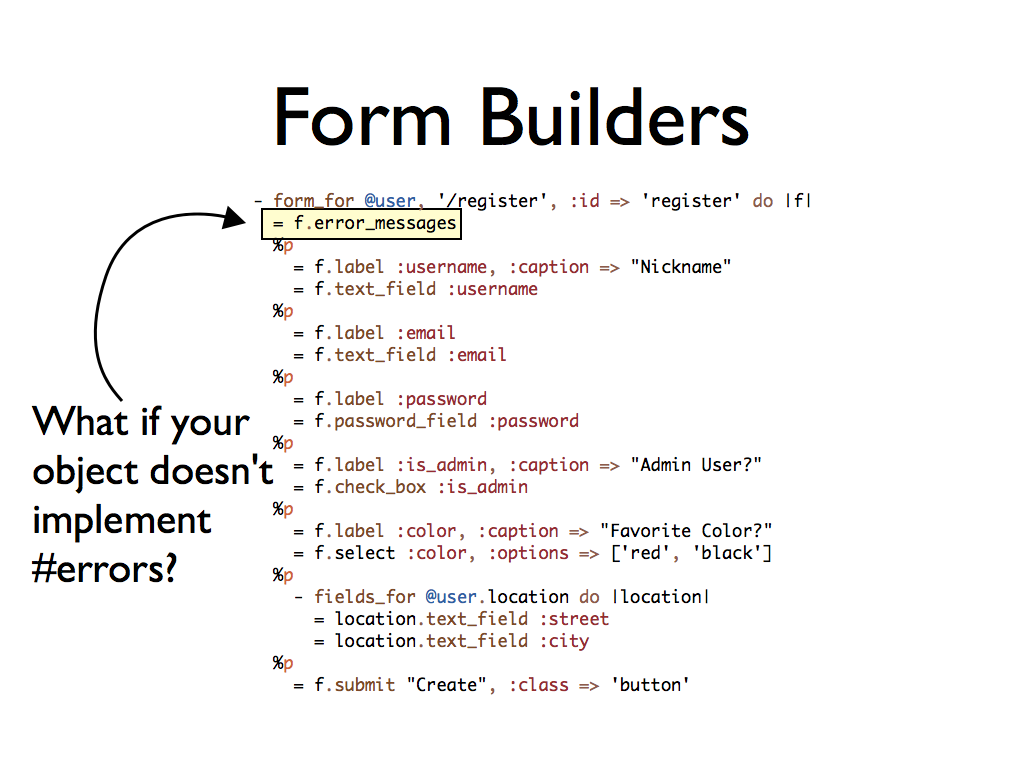 Form Builders
- form_for @user, '/register', :id => 'register' do |f|
= f.error_messages
%p
= f.label :username, :caption => "Nickname"
= f.text_field :username
%p
= f.label :email
= f.text_field :email
%p
= f.label :password
= f.password_field :password
%p
= f.label :is_admin, :caption => "Admin User?"
= f.check_box :is_admin
%p
= f.label :color, :caption => "Favorite Color?"
= f.select :color, :options => ['red', 'black']
%p
- fields_for @user.location do |location|
= location.text_field :street
= location.text_field :city
%p
= f.submit "Create", :class => 'button'
What if your
object doesn't
implement
#errors?